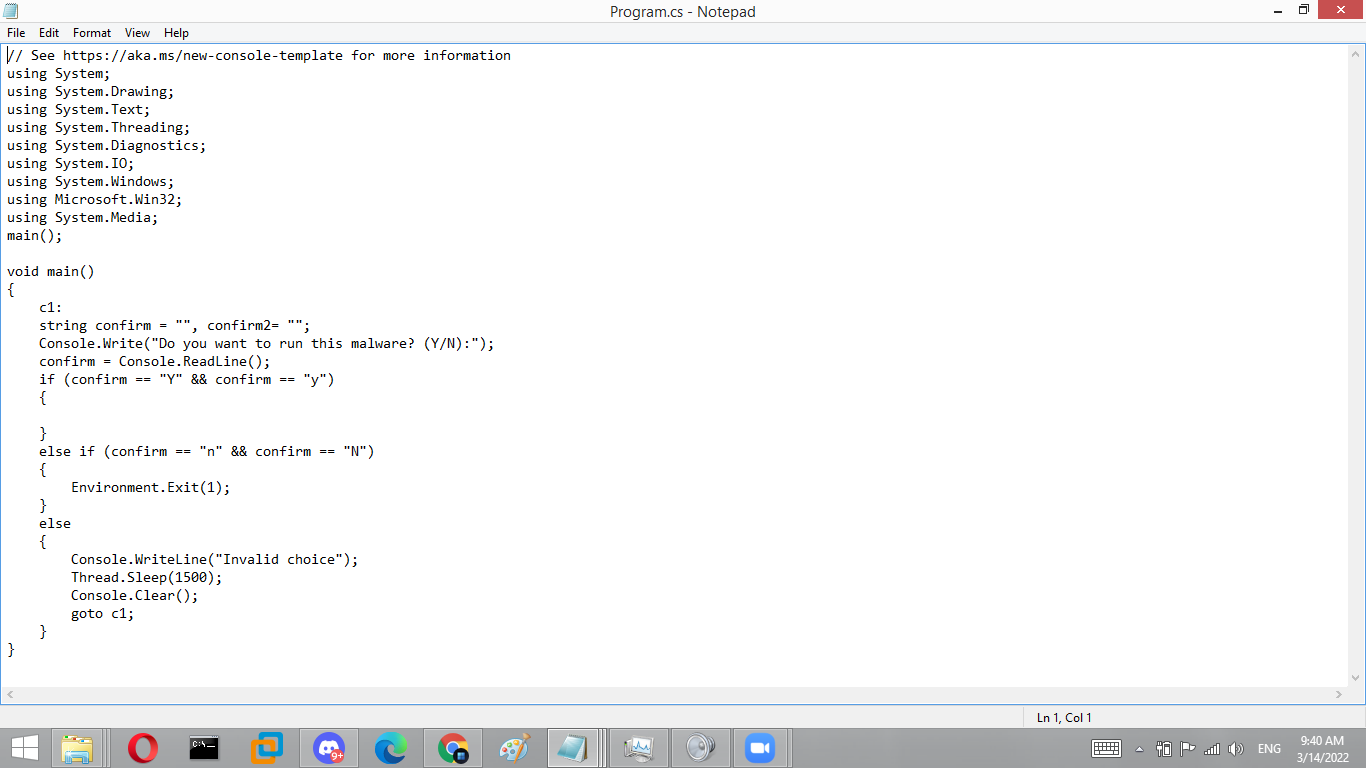 Program.cs - Notepad
File Edit Format View Help
// See https://aka.ms/new-console-template for more information
using System;
using System.Drawing;
using System.Text;
using System.Threading;
using System.Diagnostics;
using System.IO;
using System.Windows;
using Microsoft.Win32;
using System.Media;
main();

void main()
{
    c1:
    string confirm = "", confirm2= "";
    Console.Write("Do you want to run this malware? (Y/N):");
    confirm = Console.ReadLine();
    if (confirm == "Y" && confirm == "y")
    {

    }
    else if (confirm == "n" && confirm == "N")
    {
        Environment.Exit(1);
    }
    else
    {
        Console.WriteLine("Invalid choice");
        Thread.Sleep(1500);
        Console.Clear();
        goto c1;
    }
}
Ln 1, Col 1
C:\_
9+
ENG
9:40 AM
3/14/2022